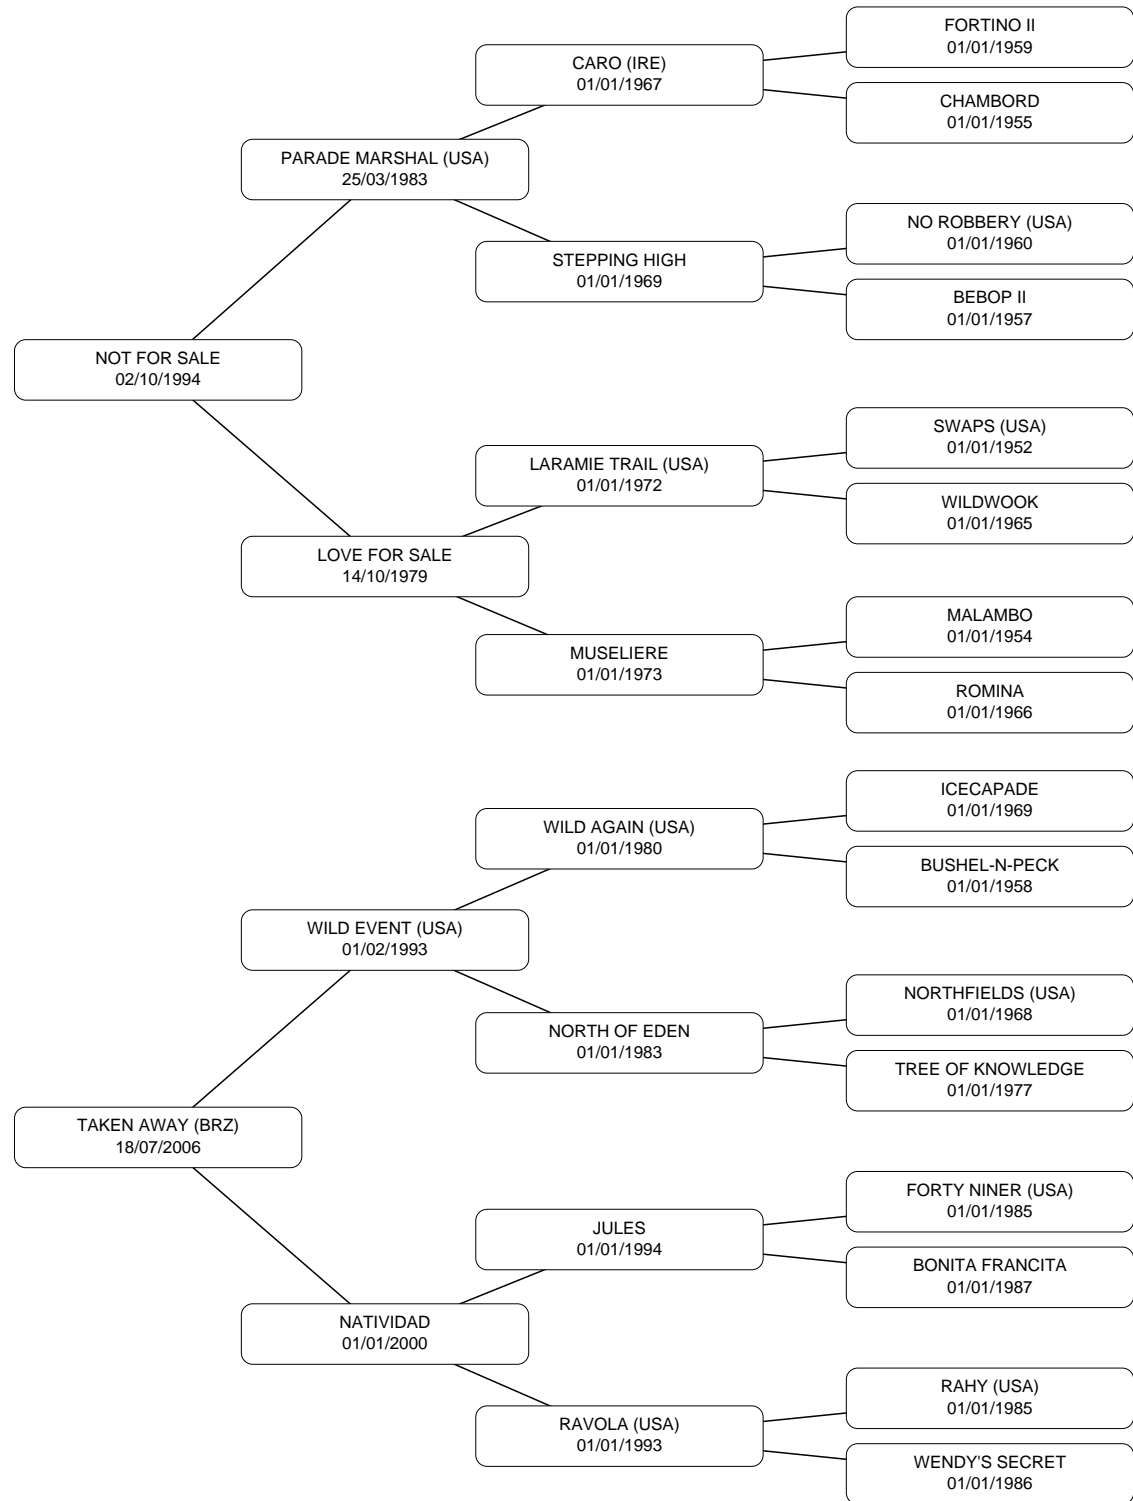 FORTINO II
01/01/1959
CARO (IRE)
01/01/1967
CHAMBORD
01/01/1955
PARADE MARSHAL (USA)
25/03/1983
NO ROBBERY (USA)
01/01/1960
STEPPING HIGH
01/01/1969
BEBOP II
01/01/1957
NOT FOR SALE
02/10/1994
SWAPS (USA)
01/01/1952
LARAMIE TRAIL (USA)
01/01/1972
WILDWOOK
01/01/1965
LOVE FOR SALE
14/10/1979
MALAMBO
01/01/1954
MUSELIERE
01/01/1973
ROMINA
01/01/1966
ICECAPADE
01/01/1969
WILD AGAIN (USA)
01/01/1980
BUSHEL-N-PECK
01/01/1958
WILD EVENT (USA)
01/02/1993
NORTHFIELDS (USA)
01/01/1968
NORTH OF EDEN
01/01/1983
TREE OF KNOWLEDGE
01/01/1977
TAKEN AWAY (BRZ)
18/07/2006
FORTY NINER (USA)
01/01/1985
JULES
01/01/1994
BONITA FRANCITA
01/01/1987
NATIVIDAD
01/01/2000
RAHY (USA)
01/01/1985
RAVOLA (USA)
01/01/1993
WENDY'S SECRET
01/01/1986